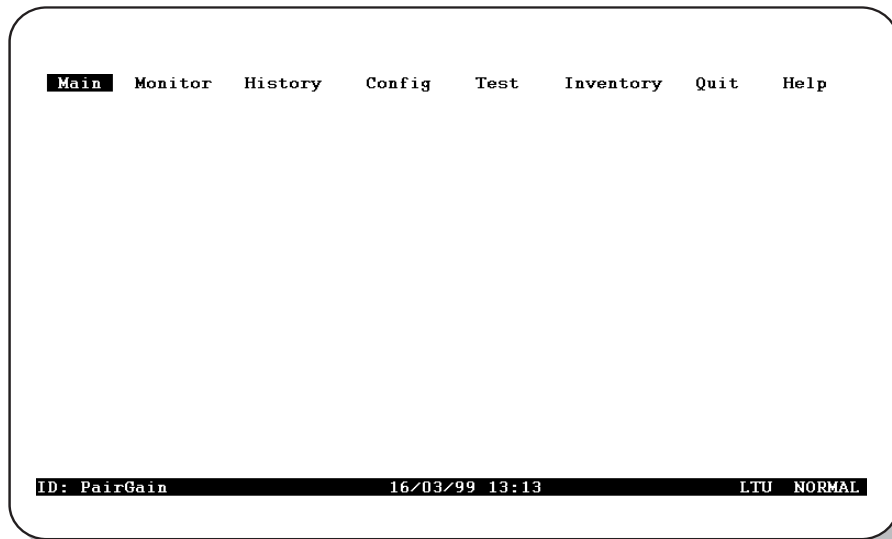 Main Monitor History Config Test Inventory Quit Help
ID: PairGain 16/03/99 13:13 LTU NORMAL